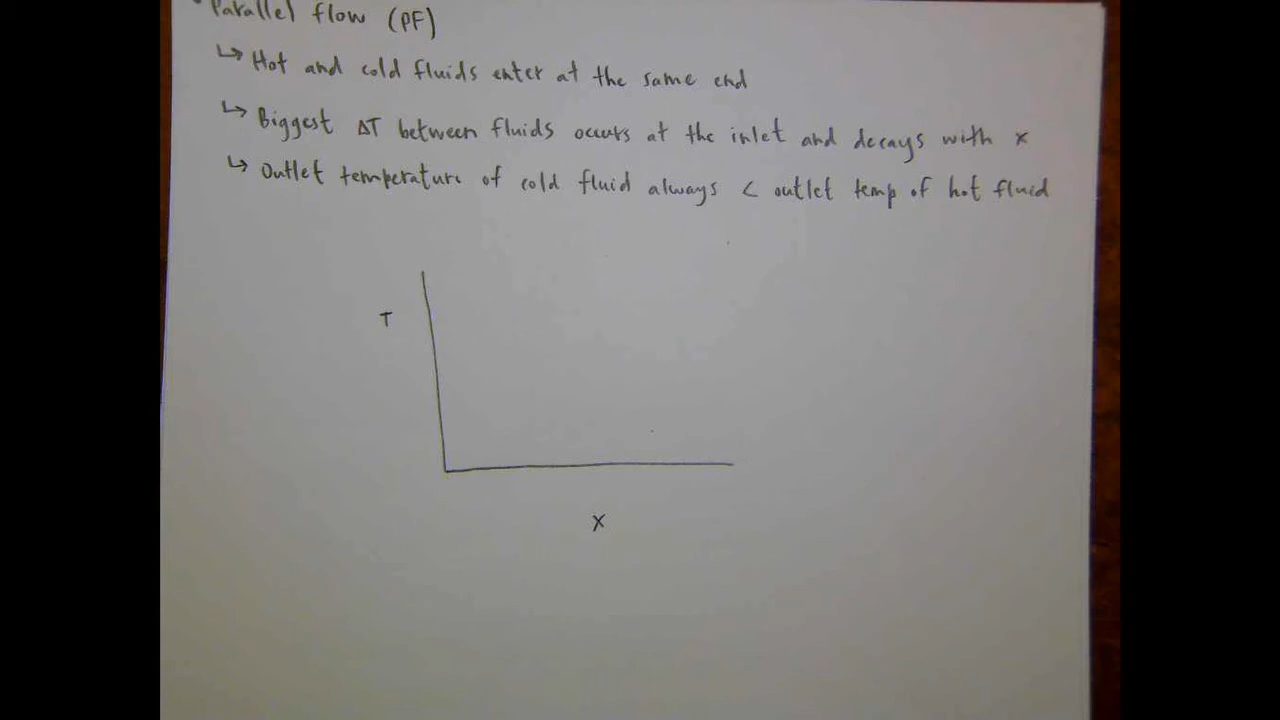 • Parallel flow (PF)
↳ Hot and cold fluids enter at the same end
↳ Biggest ΔT between fluids occurs at the inlet and decays with x
↳ Outlet temperature of cold fluid always < outlet temp of hot fluid
T
X